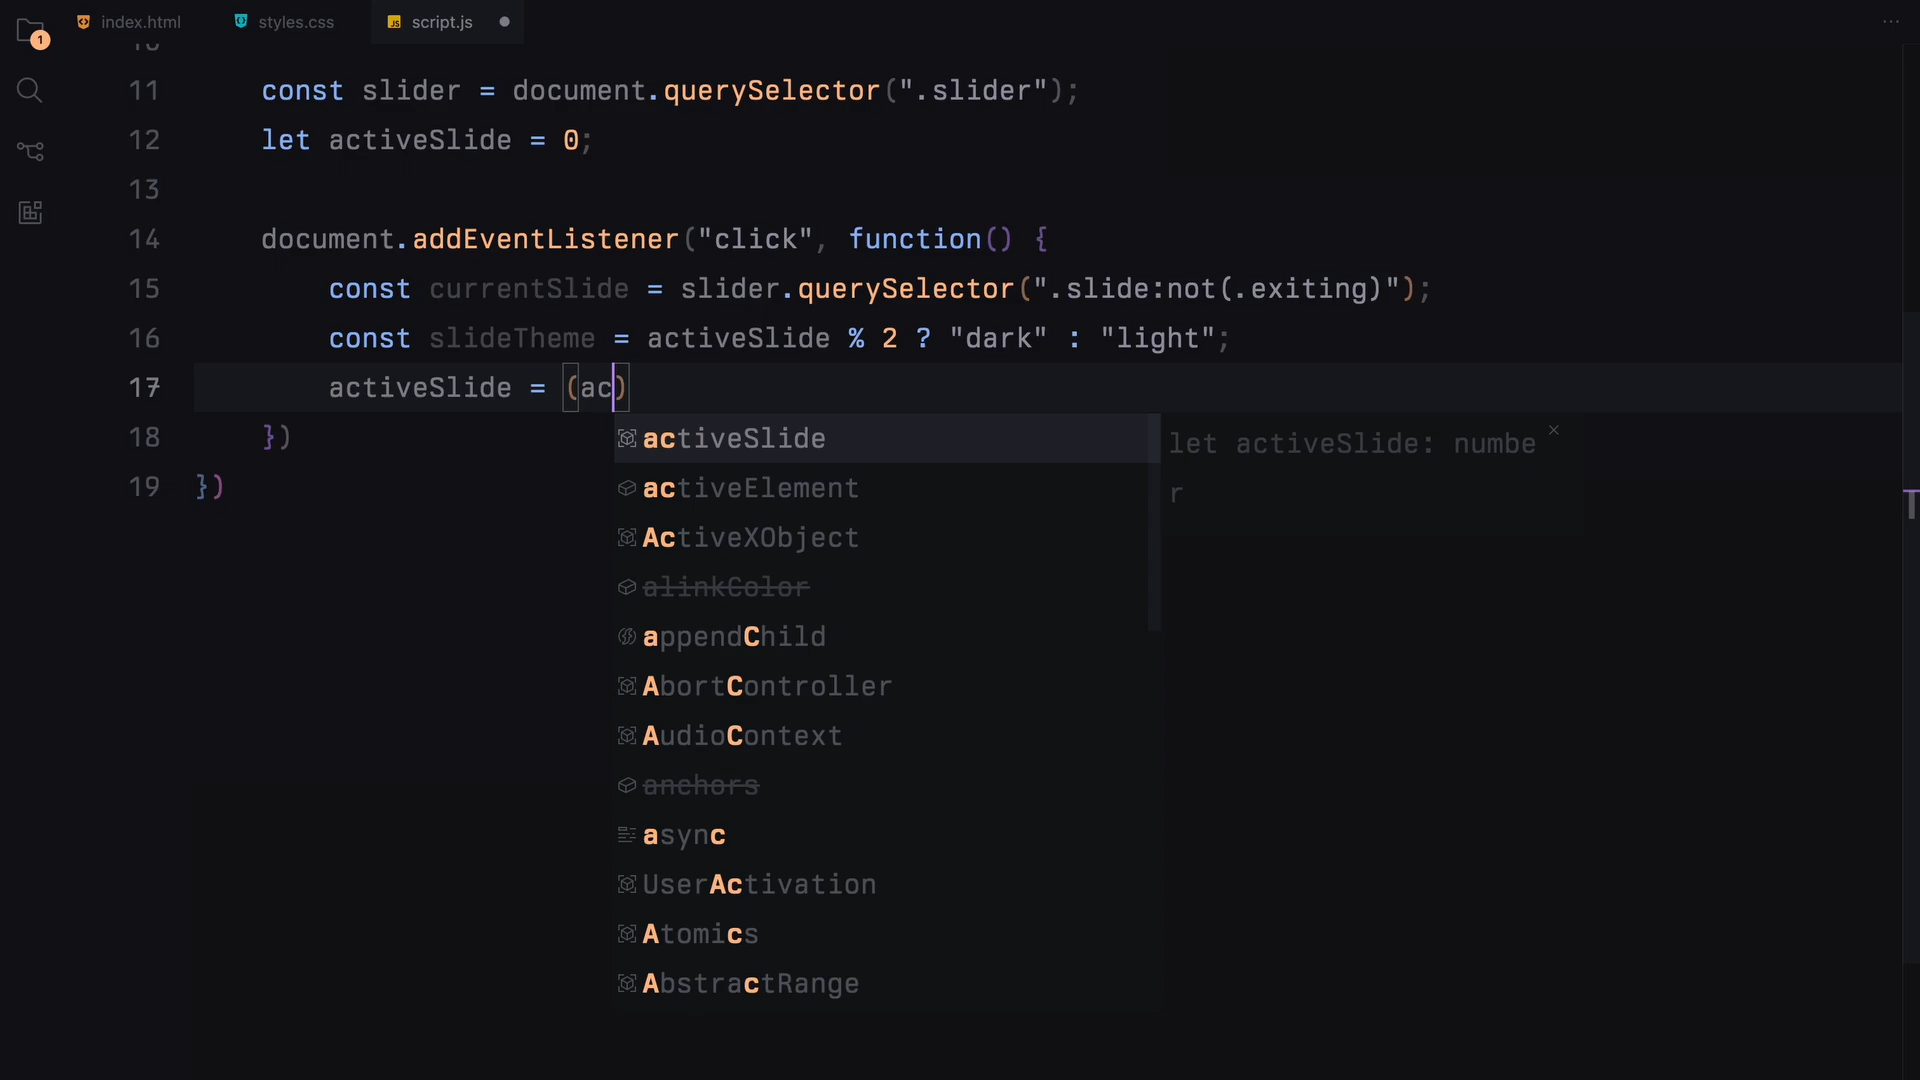 1
index.html
styles.css
JS script.js
...
11 const slider = document.querySelector(".slider");
12 let activeSlide = 0;
13
14 document.addEventListener("click", function() {
15 const currentSlide = slider.querySelector(".slide:not(.exiting)");
16 const slideTheme = activeSlide % 2 ? "dark" : "light";
17 activeSlide = (ac)
18 })
19 })
activeSlide
activeElement
ActiveXObject
alinkColor
appendChild
AbortController
AudioContext
anchors
async
UserActivation
Atomics
AbstractRange
let activeSlide: numbe
r